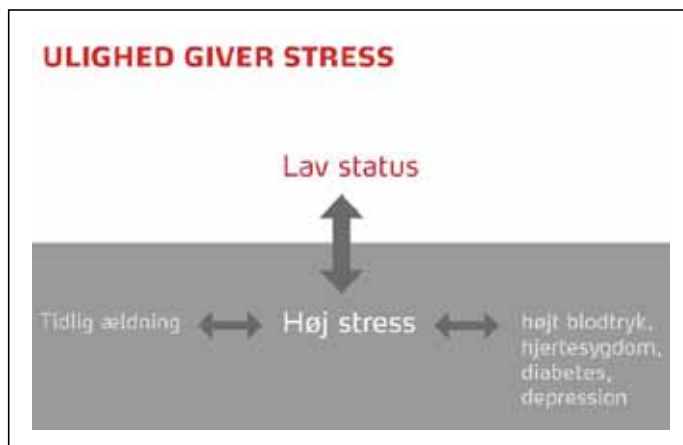 ULIGHED GIVER STRESS
Lav status
Tidlig ældning
Høj stress
højt blodtryk,
hjertesygdom,
diabetes,
depression